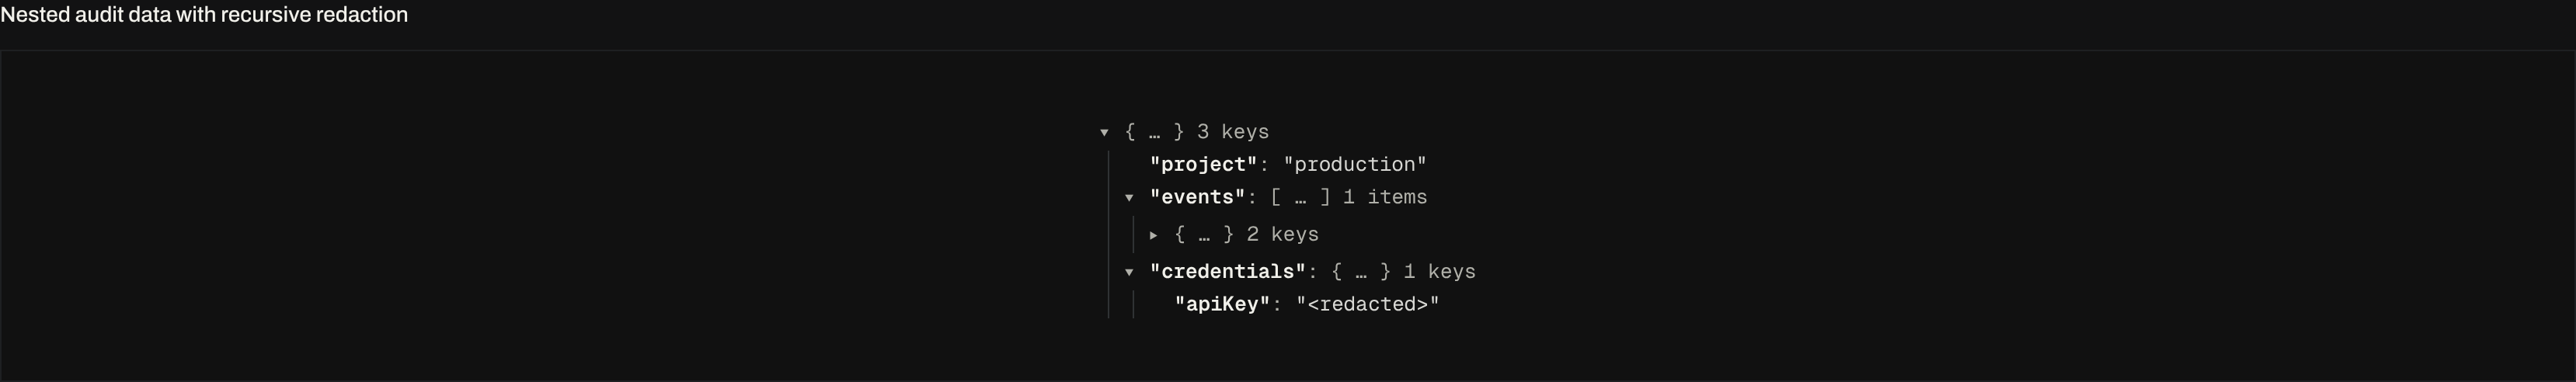 Nested audit data with recursive redaction
▼ { … } 3 keys
"project": "production"
▼ "events": [ … ] 1 items
▶ { … } 2 keys
▼ "credentials": { … } 1 keys
"apiKey": "<redacted>"